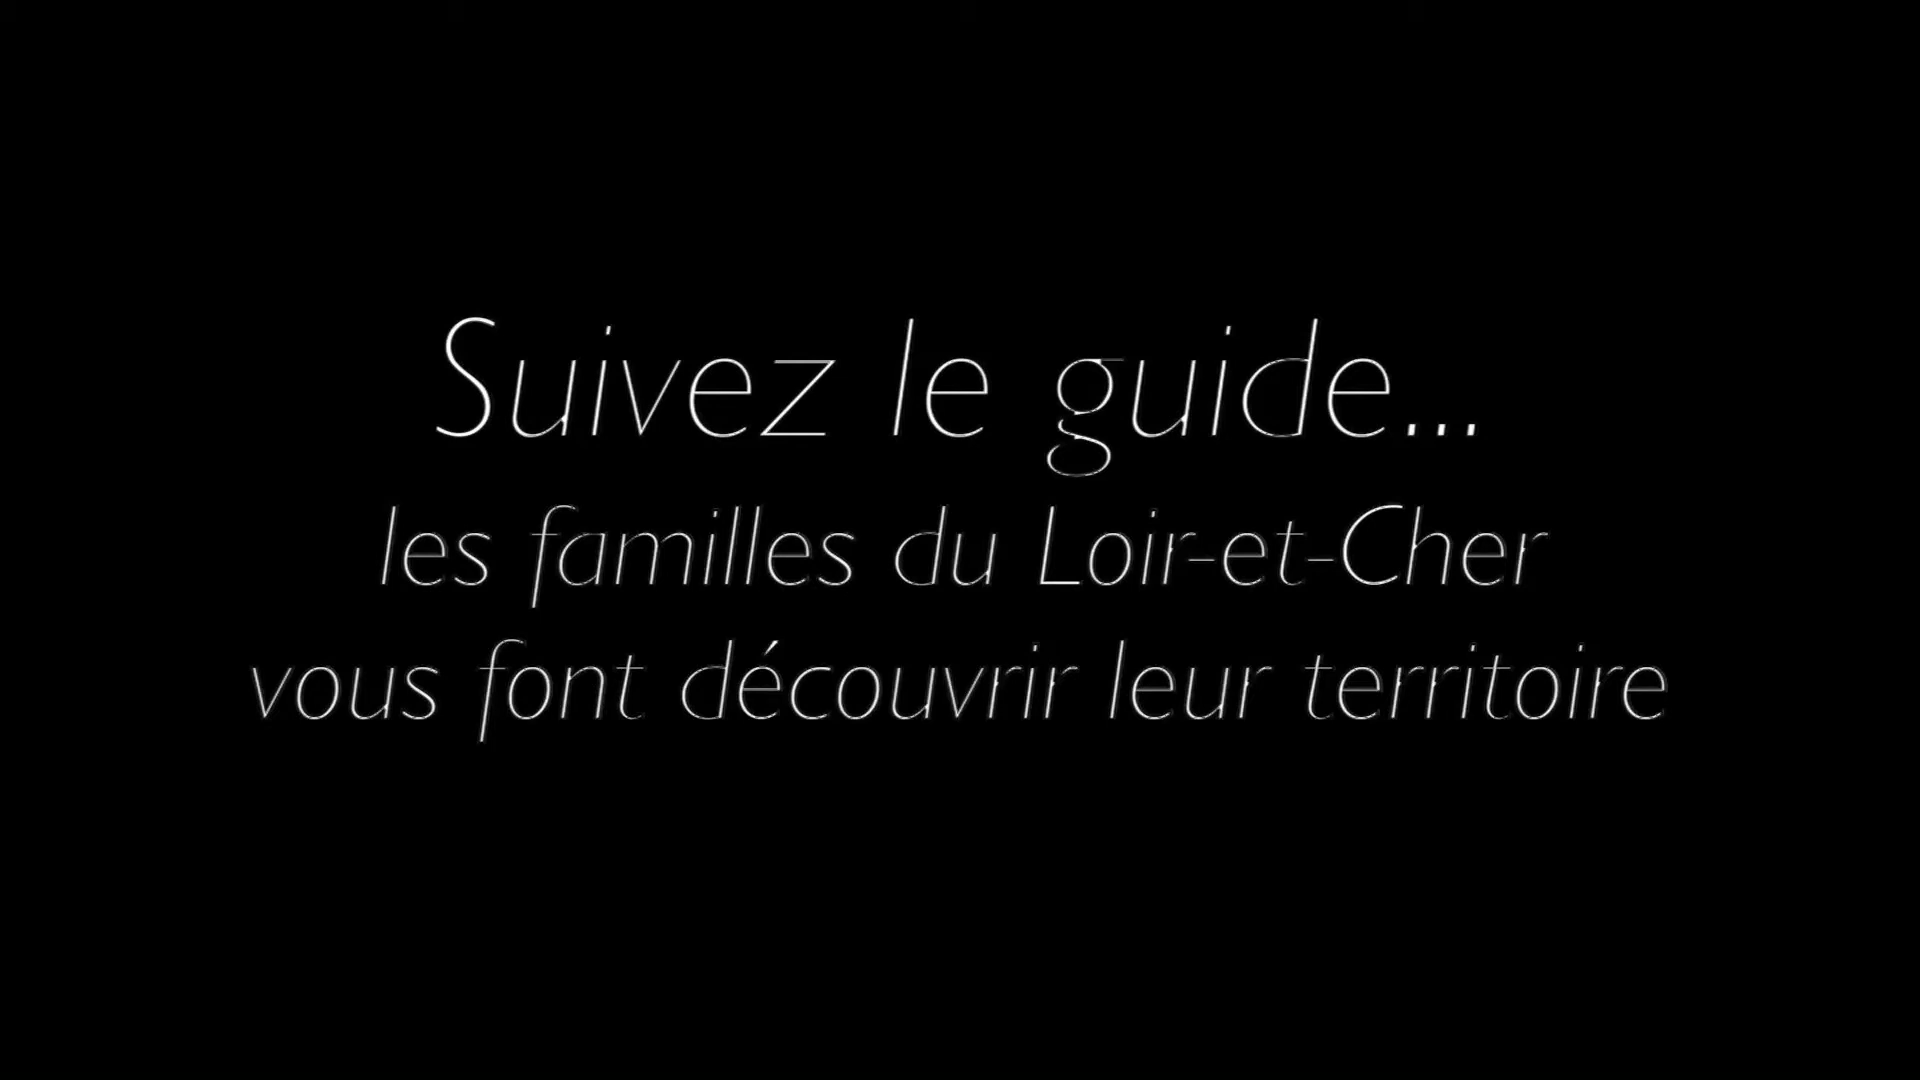 Suivez le guide...
les familles du Loir-et-Cher
vous font découvrir leur territoire